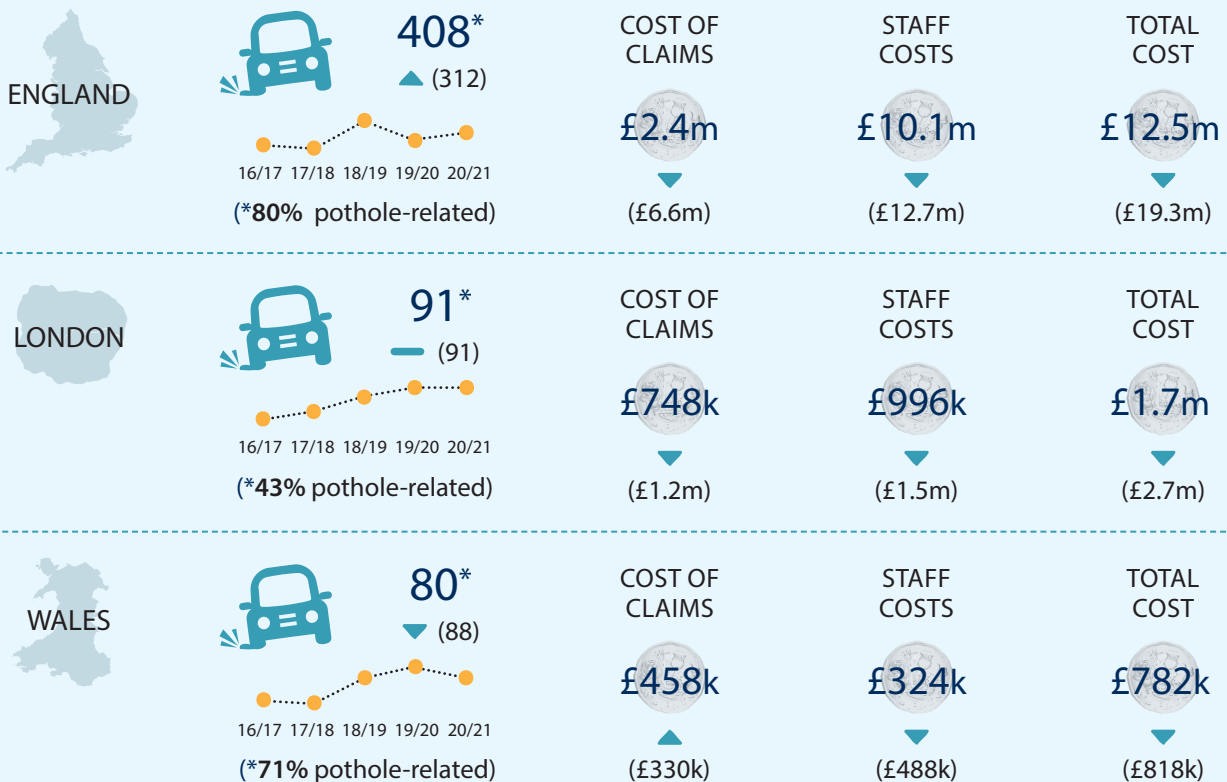 ENGLAND
408*
(312)
16/17 17/18 18/19 19/20 20/21
(*80% pothole-related)
COST OF
CLAIMS
£2.4m
(£6.6m)
STAFF
COSTS
£10.1m
(£12.7m)
TOTAL
COST
£12.5m
(£19.3m)
LONDON
91*
(91)
16/17 17/18 18/19 19/20 20/21
(*43% pothole-related)
COST OF
CLAIMS
£748k
(£1.2m)
STAFF
COSTS
£996k
(£1.5m)
TOTAL
COST
£1.7m
(£2.7m)
WALES
80*
(88)
16/17 17/18 18/19 19/20 20/21
(*71% pothole-related)
COST OF
CLAIMS
£458k
(£330k)
STAFF
COSTS
£324k
(£488k)
TOTAL
COST
£782k
(£818k)